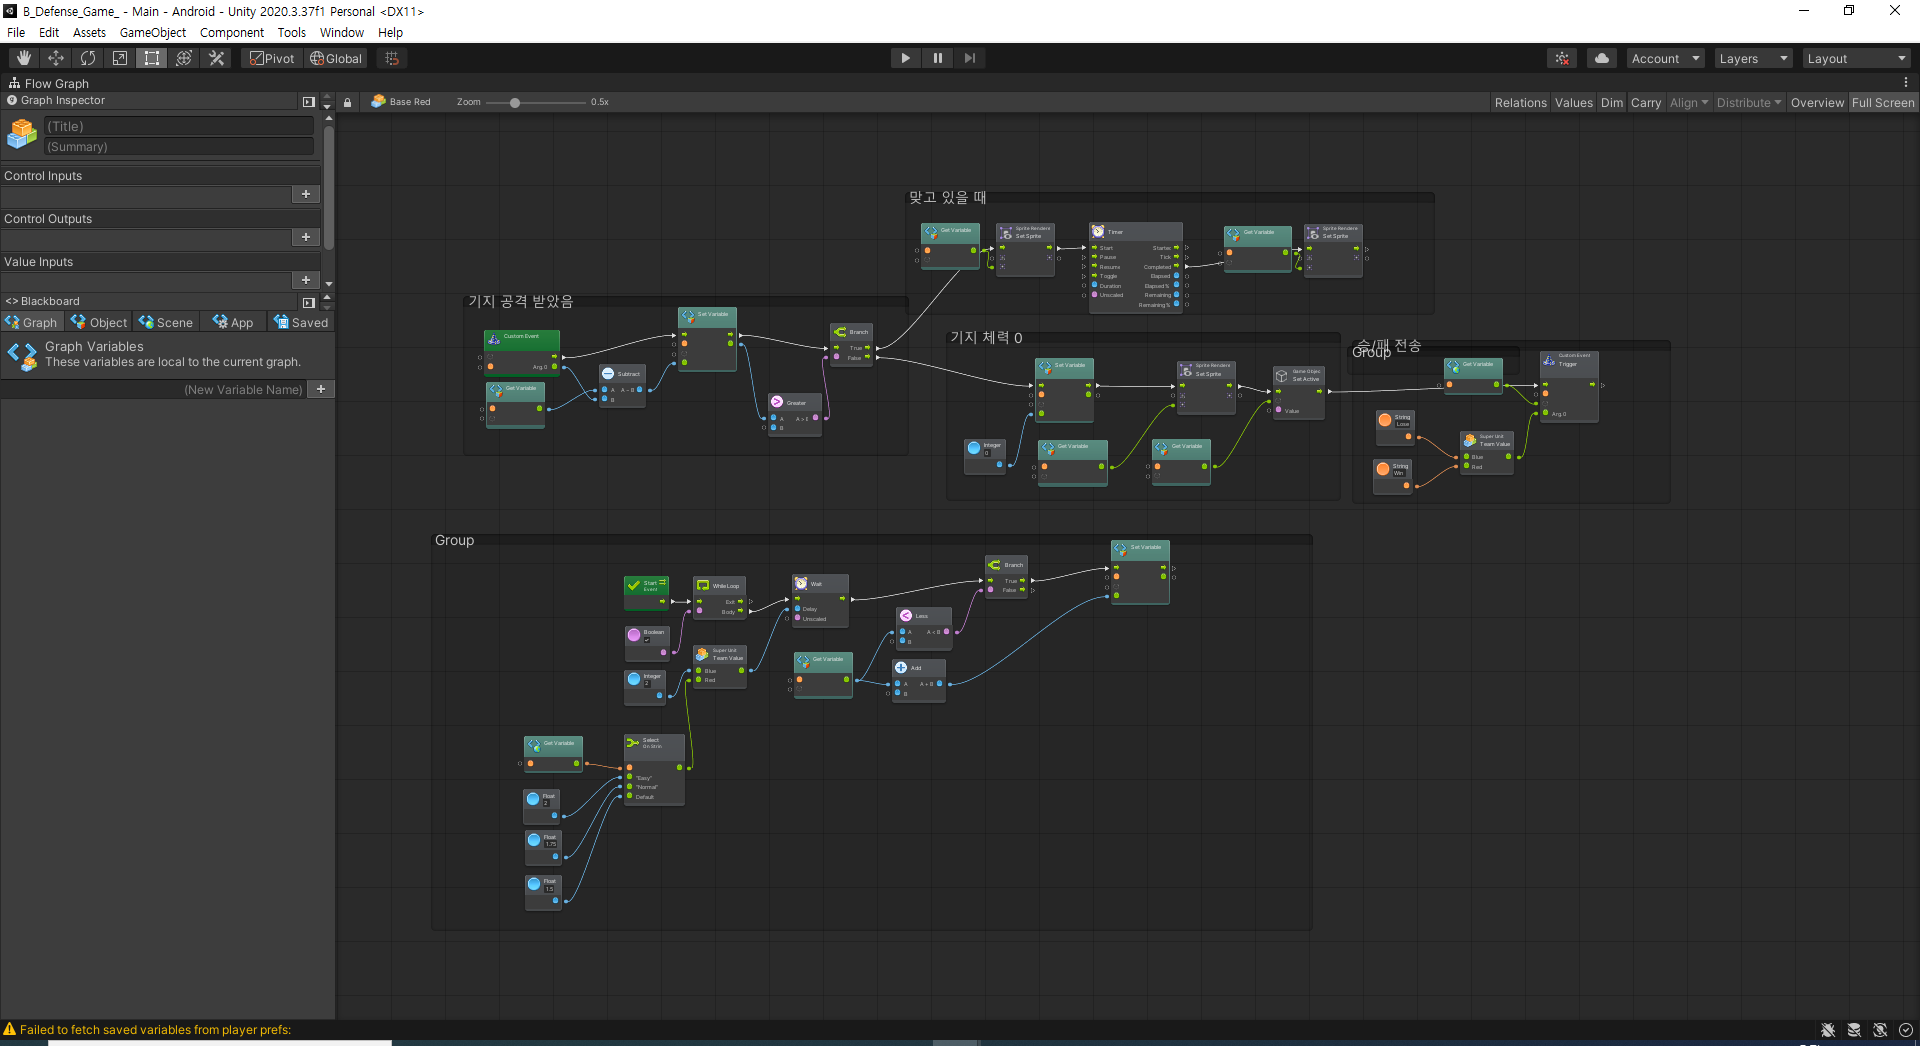 B_Defense_Game_ - Main - Android - Unity 2020.3.37f1 Personal <DX11>
File Edit Assets GameObject Component Tools Window Help
Pivot Global Account Layers Layout
Flow Graph
Graph Inspector
Base Red Zoom 0.5x Relations Values Dim Carry Align Distribute Overview Full Screen
(Title)
(Summary)
Control Inputs
Control Outputs
Value Inputs
<> Blackboard
Graph Object Scene App Saved
Graph Variables
These variables are local to the current graph.
(New Variable Name)
맞고 있을 때
Get Variable
Sprite Rendere
Set Sprite
Timer
Start Starte
Pause Tick
Resume Completed
Toggle Elapsed
Duration Elapsed %
Unscaled Remaining
Remaining %
Get Variable
Sprite Rendere
Set Sprite
기지 공격 받았음
Custom Event
Arg. 0
Get Variable
Subtract
A A − B
B
Set Variable
Greater
A A > B
B
Branch
True
False
기지 체력 0
Set Variable
Integer
0
Get Variable
Sprite Rendere
Set Sprite
Get Variable
Game Objec
Set Active
Value
승/패 전송
Group
Get Variable
Custom Event
Trigger
Arg. 0
String
Lose
String
Win
Super Unit
Team Value
Blue
Red
Group
Start
Event
While Loop
Exit
Body
Boolean
Integer
2
Super Unit
Team Value
Blue
Red
Wait
Delay
Unscaled
Get Variable
Less
A A < B
B
Add
A A + B
B
Branch
True
False
Set Variable
Get Variable
Select
On Strin
"Easy"
"Normal"
Default
Float
2
Float
1.75
Float
1.5
Failed to fetch saved variables from player prefs: